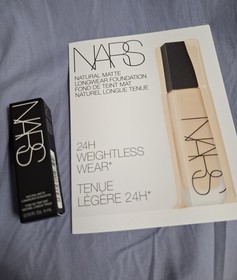 NARS
NATURAL MATTE
LONGWEAR FOUNDATION
FOND DE TEINT MAT
NATUREL LONGUE TENUE
24H
WEIGHTLESS
WEAR*
TENUE
LÉGÈRE 24H*
NARS
NARS